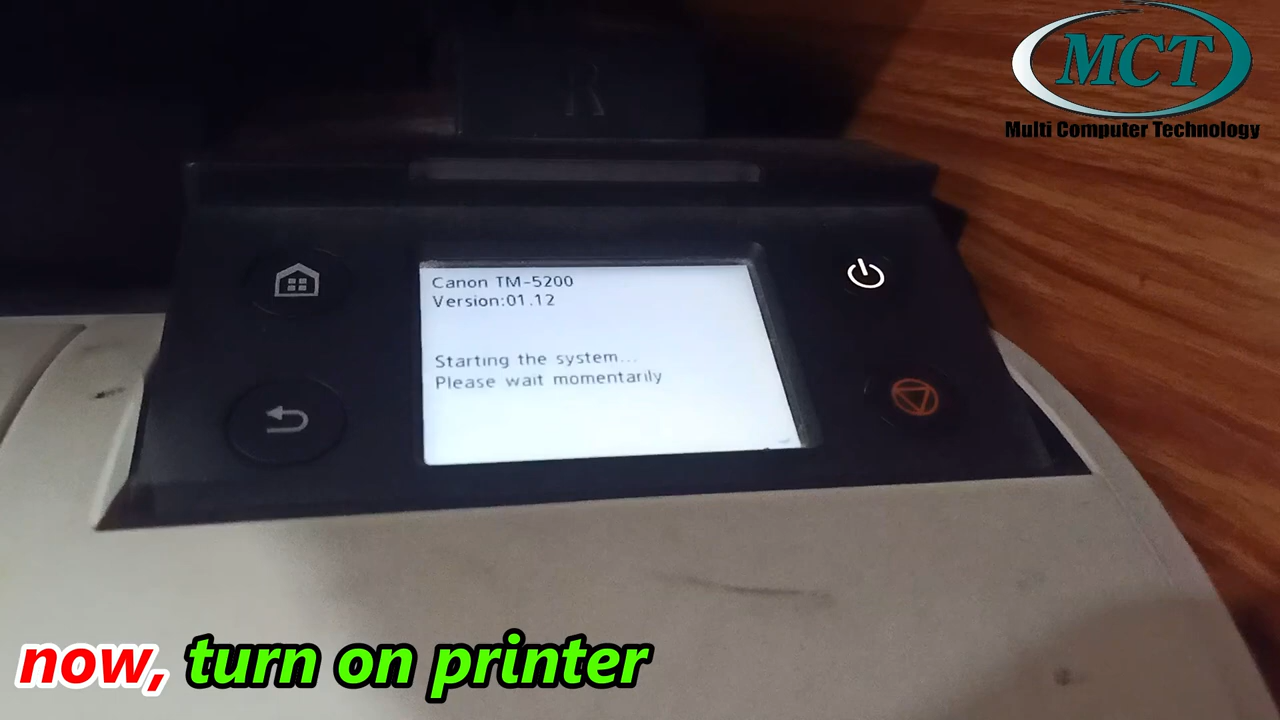 MCT
Multi Computer Technology
R
Canon TM-5200
Version:01.12
Starting the system...
Please wait momentarily
now, turn on printer